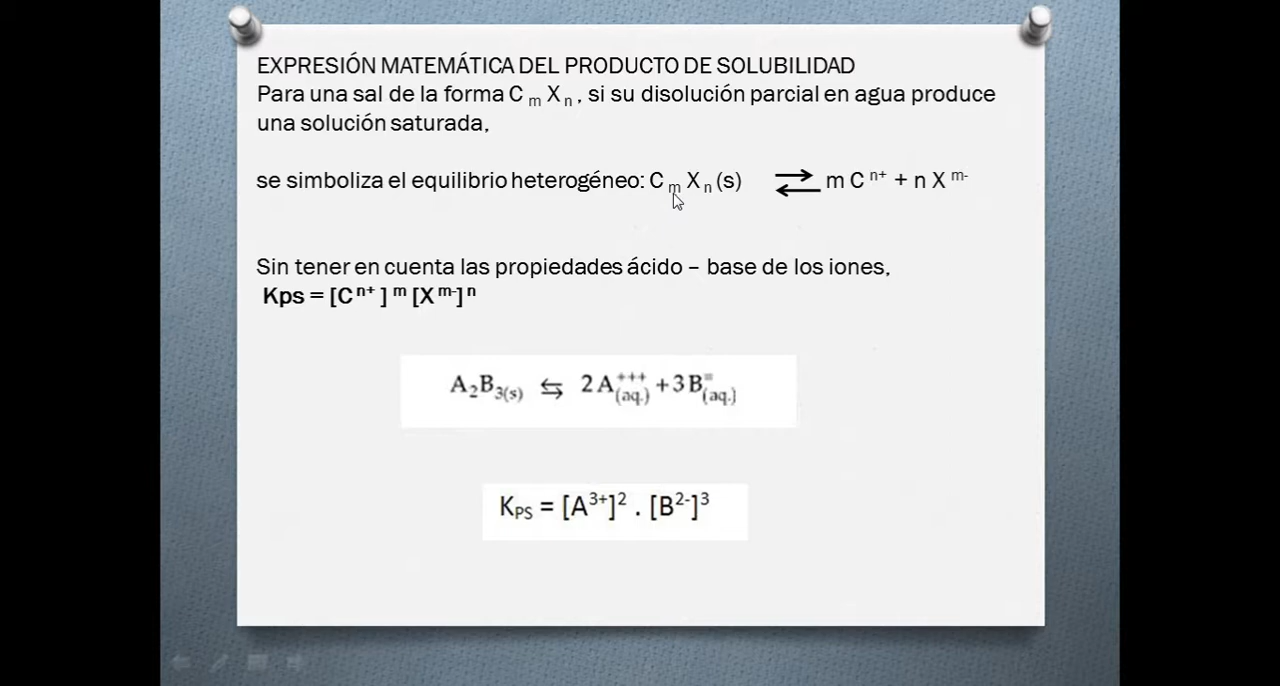 EXPRESIÓN MATEMÁTICA DEL PRODUCTO DE SOLUBILIDAD
Para una sal de la forma C m X n , si su disolución parcial en agua produce
una solución saturada,
se simboliza el equilibrio heterogéneo: C m X n (s) ⇄ m C n+ + n X m-
Sin tener en cuenta las propiedades ácido – base de los iones,
Kps = [C n+ ] m [X m-] n
A₂B₃(s) ⇆ 2 A⁺⁺⁺(aq.) + 3 B⁼(aq.)
KPS = [A³⁺]² . [B²⁻]³